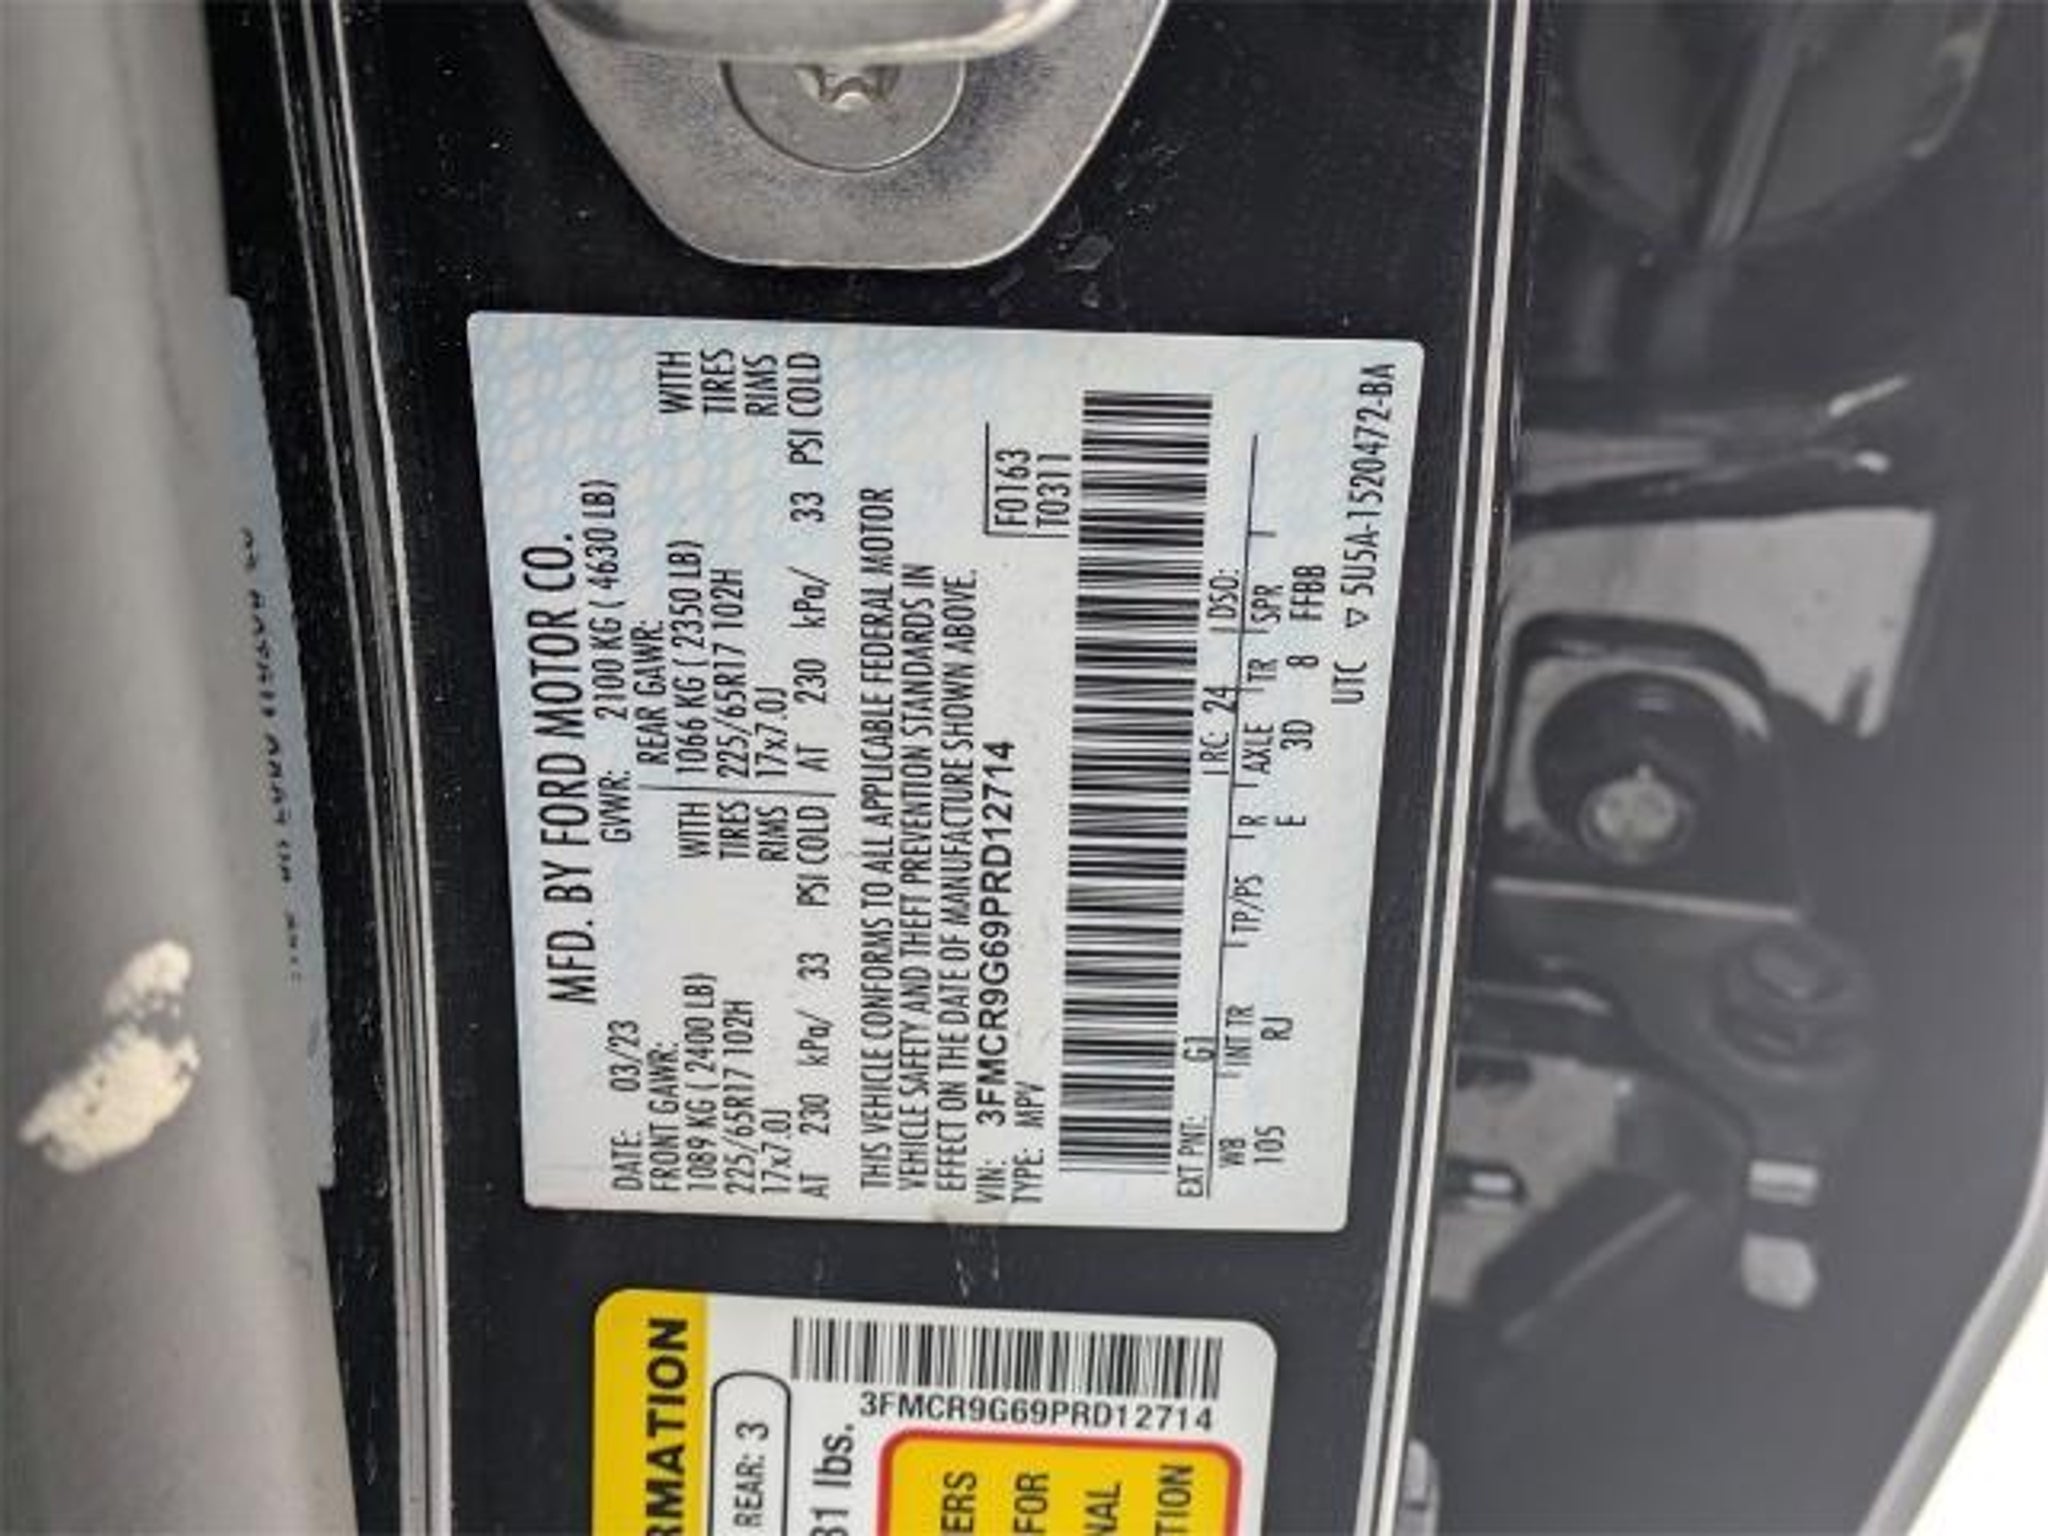 MFD. BY FORD MOTOR CO.
DATE: 03/23 GVWR: 2100 KG ( 4630 LB)
FRONT GAWR: REAR GAWR:
1089 KG ( 2400 LB) WITH 1066 KG ( 2350 LB) WITH
225/65R17 102H TIRES 225/65R17 102H TIRES
17x7.0J RIMS 17x7.0J RIMS
AT 230 kPa/ 33 PSI COLD AT 230 kPa/ 33 PSI COLD
THIS VEHICLE CONFORMS TO ALL APPLICABLE FEDERAL MOTOR
VEHICLE SAFETY AND THEFT PREVENTION STANDARDS IN
EFFECT ON THE DATE OF MANUFACTURE SHOWN ABOVE.
VIN: 3FMCR9G69PRD12714 F0163
TYPE: MPV T0311
EXT PNT: G1 RC: 24 DSO:
WB INT TR TP/PS R AXLE TR SPR
105 RJ E 3D 8 FFBB
UTC ▽ 5U5A-1520472-BA
RMATION
REAR: 3
31 lbs.
3FMCR9G69PRD12714
ERS
FOR
NAL
TION